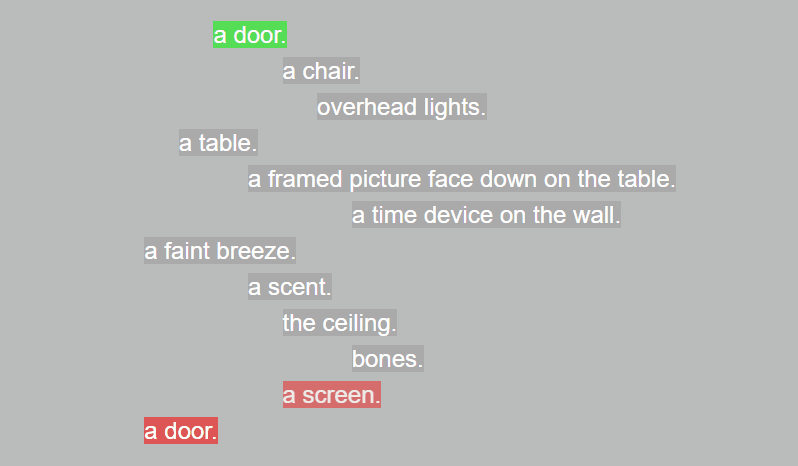 a door.
a chair.
overhead lights.
a table.
a framed picture face down on the table.
a time device on the wall.
a faint breeze.
a scent.
the ceiling.
bones.
a screen.
a door.